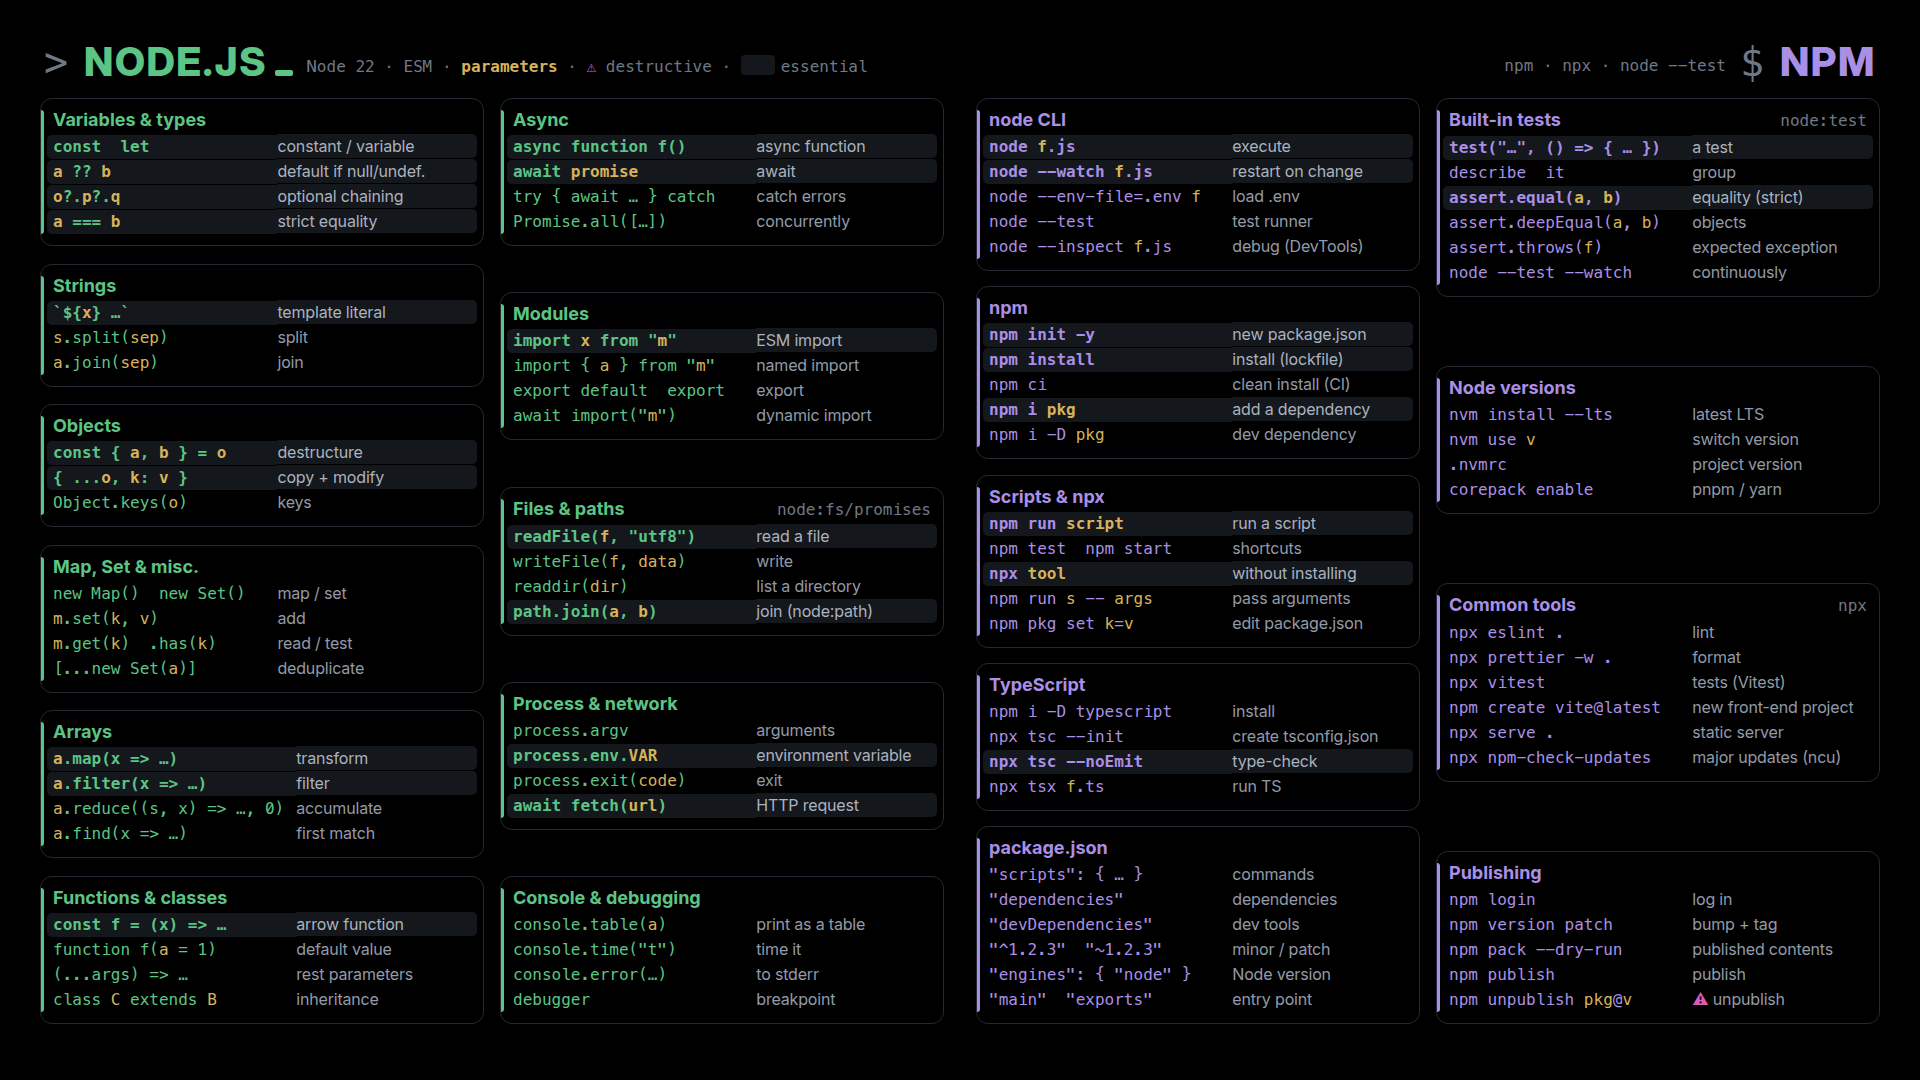 > NODE.JS_ Node 22 · ESM · parameters · ⚠ destructive · essential
Variables & types
const  let  constant / variable
a ?? b  default if null/undef.
o?.p?.q  optional chaining
a === b  strict equality
Strings
`${x} …`  template literal
s.split(sep)  split
a.join(sep)  join
Objects
const { a, b } = o  destructure
{ ...o, k: v }  copy + modify
Object.keys(o)  keys
Map, Set & misc.
new Map()  new Set()  map / set
m.set(k, v)  add
m.get(k)  .has(k)  read / test
[...new Set(a)]  deduplicate
Arrays
a.map(x => …)  transform
a.filter(x => …)  filter
a.reduce((s, x) => …, 0)  accumulate
a.find(x => …)  first match
Functions & classes
const f = (x) => …  arrow function
function f(a = 1)  default value
(...args) => …  rest parameters
class C extends B  inheritance
Async
async function f()  async function
await promise  await
try { await … } catch  catch errors
Promise.all([…])  concurrently
Modules
import x from "m"  ESM import
import { a } from "m"  named import
export default  export  export
await import("m")  dynamic import
Files & paths  node:fs/promises
readFile(f, "utf8")  read a file
writeFile(f, data)  write
readdir(dir)  list a directory
path.join(a, b)  join (node:path)
Process & network
process.argv  arguments
process.env.VAR  environment variable
process.exit(code)  exit
await fetch(url)  HTTP request
Console & debugging
console.table(a)  print as a table
console.time("t")  time it
console.error(…)  to stderr
debugger  breakpoint
npm · npx · node --test $ NPM
node CLI
node f.js  execute
node --watch f.js  restart on change
node --env-file=.env f  load .env
node --test  test runner
node --inspect f.js  debug (DevTools)
npm
npm init -y  new package.json
npm install  install (lockfile)
npm ci  clean install (CI)
npm i pkg  add a dependency
npm i -D pkg  dev dependency
Scripts & npx
npm run script  run a script
npm test  npm start  shortcuts
npx tool  without installing
npm run s -- args  pass arguments
npm pkg set k=v  edit package.json
TypeScript
npm i -D typescript  install
npx tsc --init  create tsconfig.json
npx tsc --noEmit  type-check
npx tsx f.ts  run TS
package.json
"scripts": { … }  commands
"dependencies"  dependencies
"devDependencies"  dev tools
"^1.2.3"  "~1.2.3"  minor / patch
"engines": { "node" }  Node version
"main"  "exports"  entry point
Built-in tests  node:test
test("…", () => { … })  a test
describe  it  group
assert.equal(a, b)  equality (strict)
assert.deepEqual(a, b)  objects
assert.throws(f)  expected exception
node --test --watch  continuously
Node versions
nvm install --lts  latest LTS
nvm use v  switch version
.nvmrc  project version
corepack enable  pnpm / yarn
Common tools  npx
npx eslint .  lint
npx prettier -w .  format
npx vitest  tests (Vitest)
npm create vite@latest  new front-end project
npx serve .  static server
npx npm-check-updates  major updates (ncu)
Publishing
npm login  log in
npm version patch  bump + tag
npm pack --dry-run  published contents
npm publish  publish
npm unpublish pkg@v  ⚠ unpublish